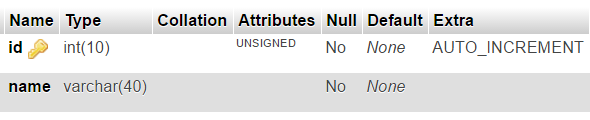 Name Type Collation Attributes Null Default Extra
id int(10) UNSIGNED No None AUTO_INCREMENT
name varchar(40) No None